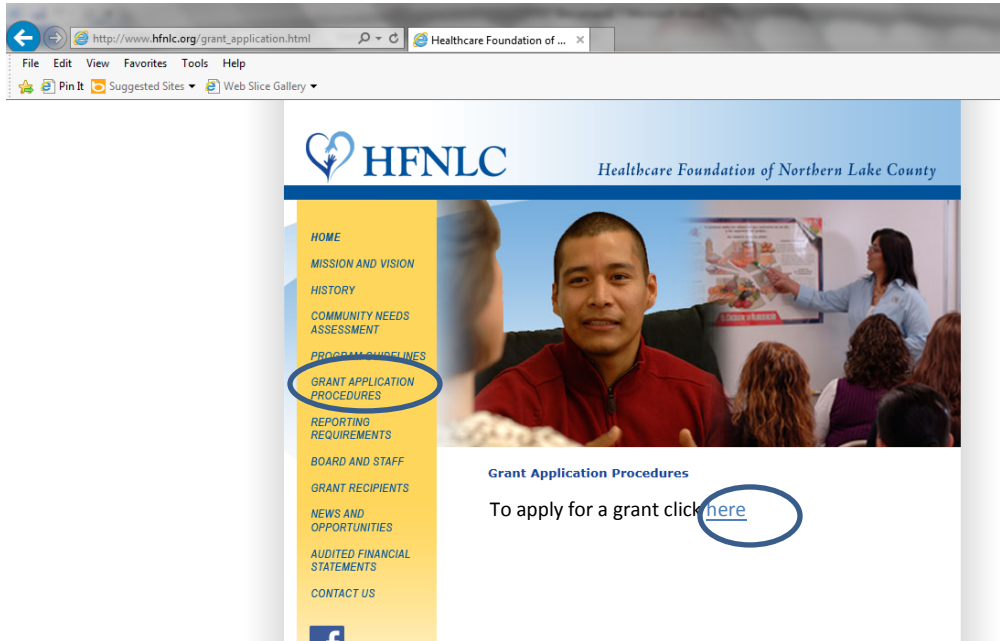 http://www.hfnlc.org/grant_application.html
Healthcare Foundation of ...
File Edit View Favorites Tools Help
Pin It Suggested Sites Web Slice Gallery
HFNLC
Healthcare Foundation of Northern Lake County
HOME
MISSION AND VISION
HISTORY
COMMUNITY NEEDS
ASSESSMENT
PROGRAM GUIDELINES
GRANT APPLICATION
PROCEDURES
REPORTING
REQUIREMENTS
BOARD AND STAFF
GRANT RECIPIENTS
NEWS AND
OPPORTUNITIES
AUDITED FINANCIAL
STATEMENTS
CONTACT US
Grant Application Procedures
To apply for a grant click here